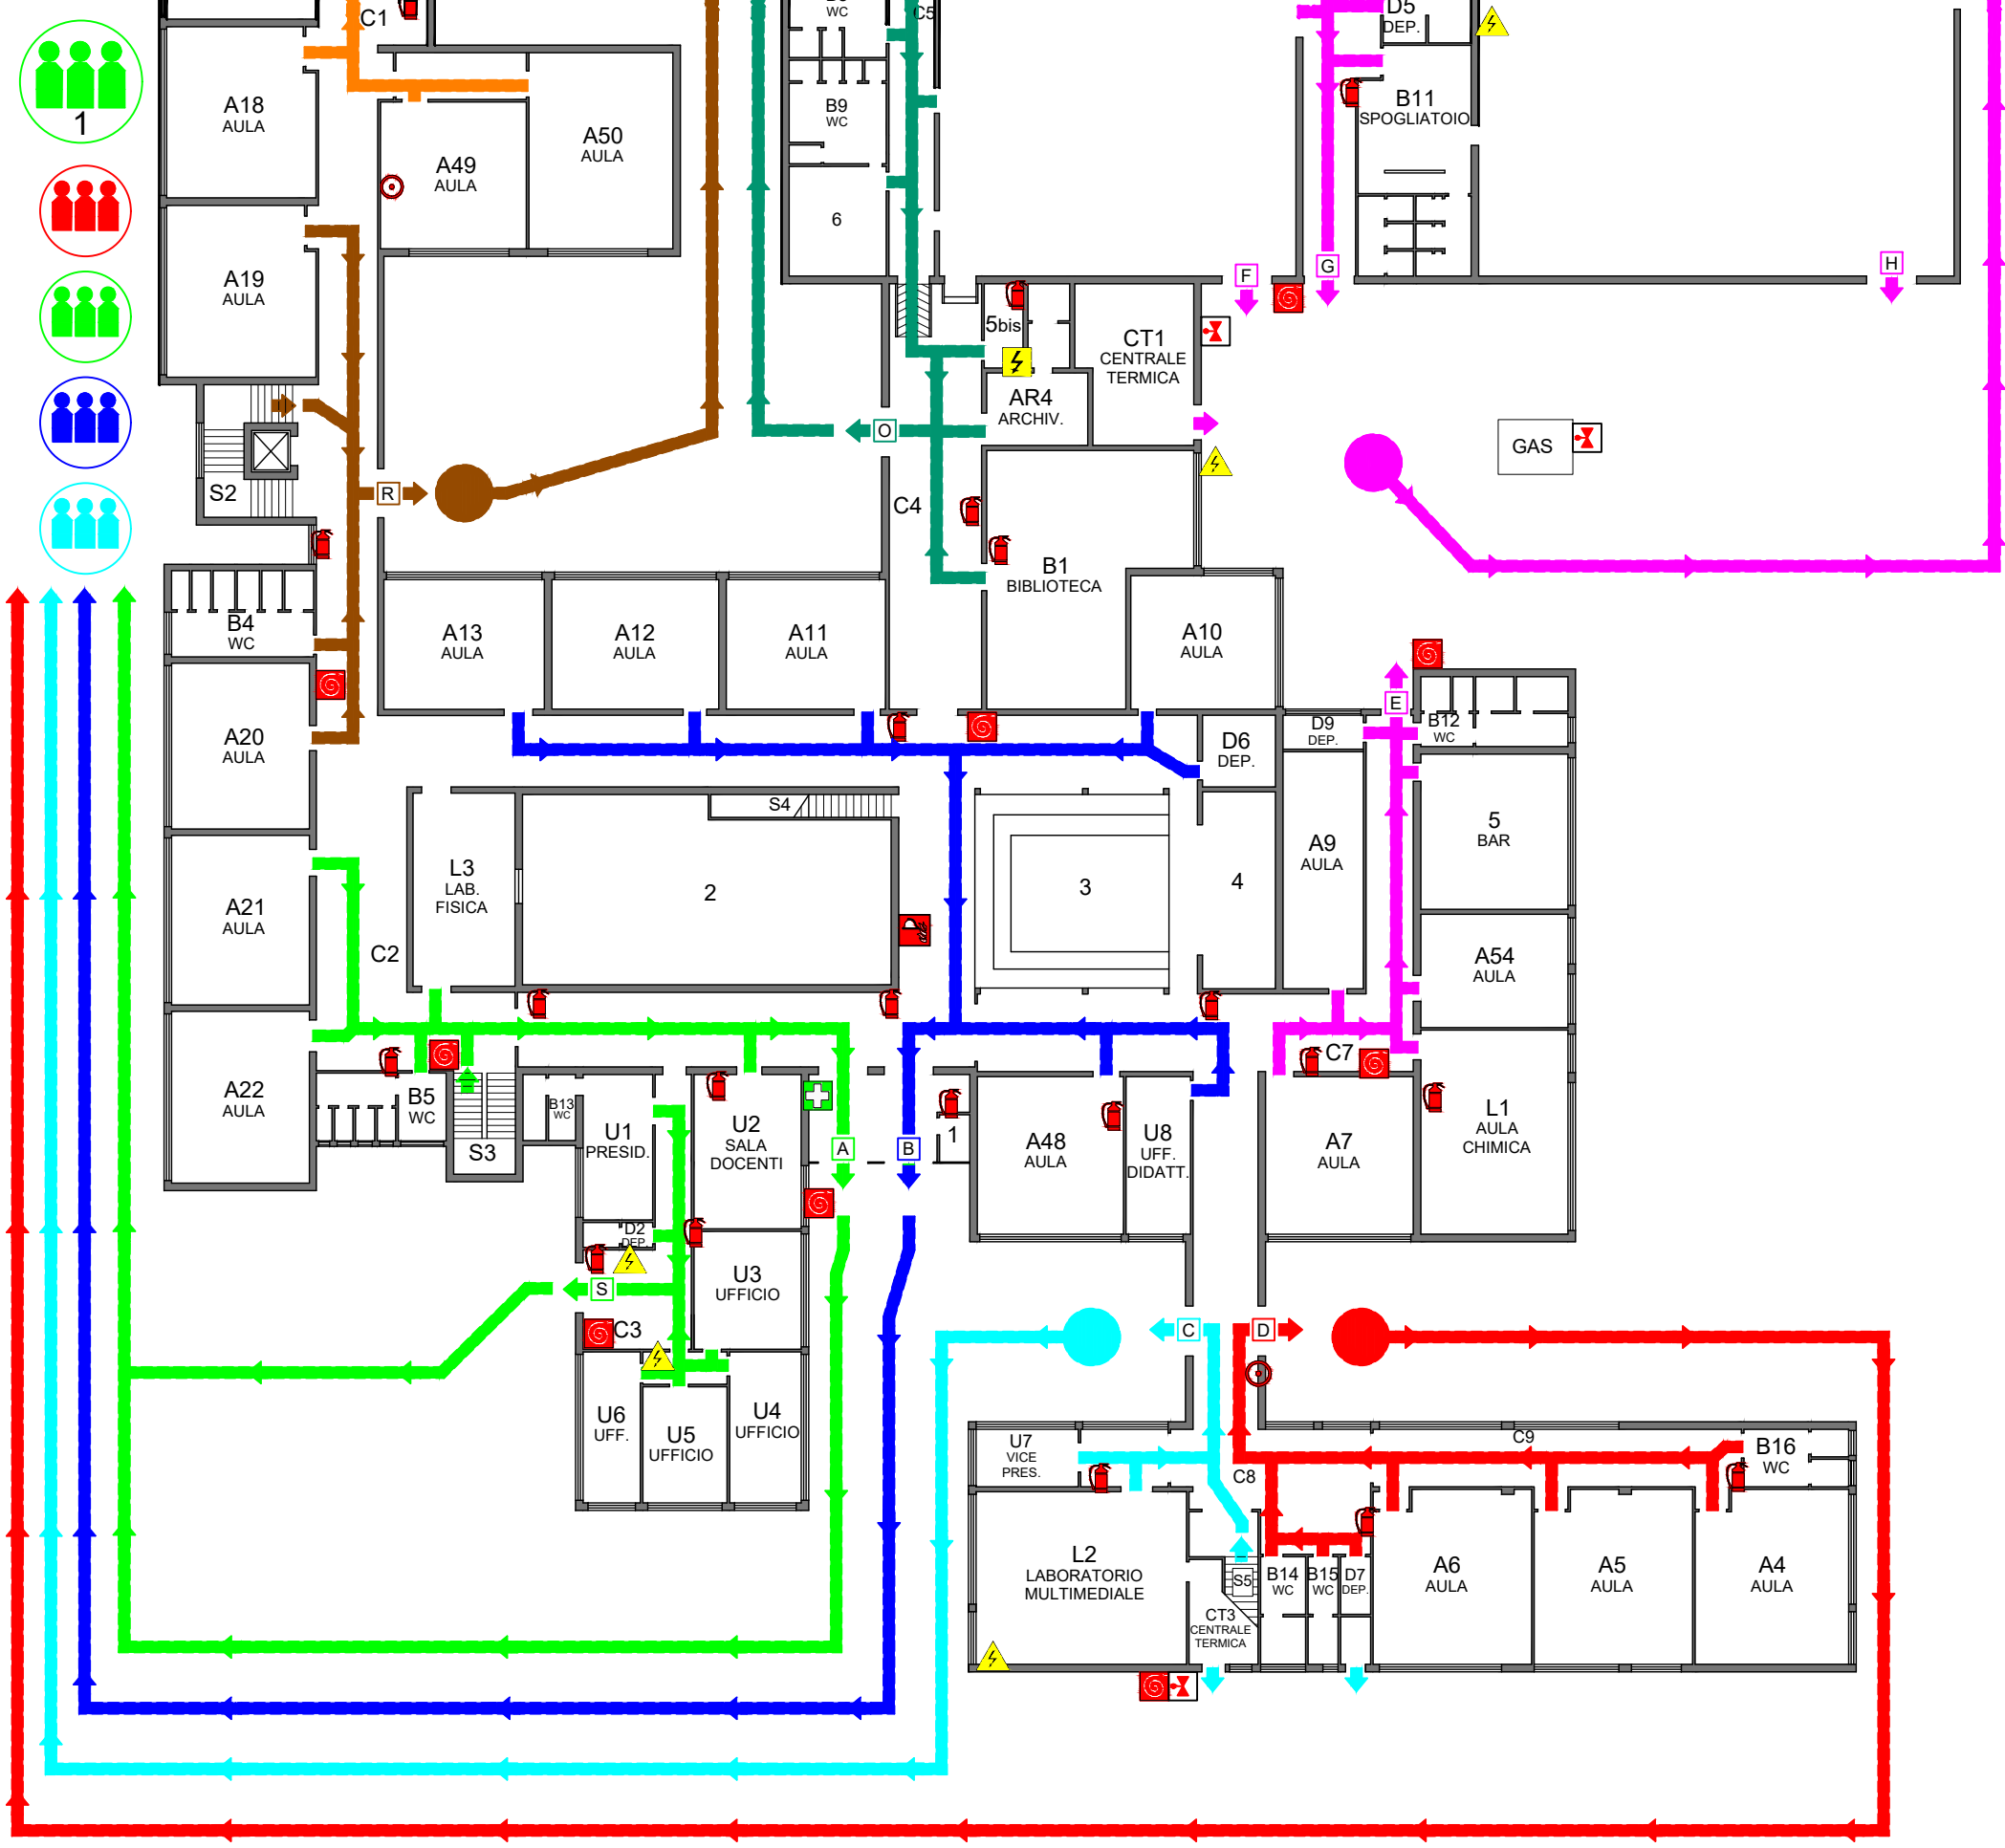 C1
WC
C5
D5
DEP.
1
A18
AULA
A50
AULA
A49
AULA
B9
WC
B11
SPOGLIATOIO
6
A19
AULA
F
G
H
5bis
CT1
CENTRALE
TERMICA
AR4
ARCHIV.
O
GAS
S2
R
C4
B1
BIBLIOTECA
B4
WC
A13
AULA
A12
AULA
A11
AULA
A10
AULA
E
A20
AULA
D6
DEP.
D9
DEP.
B12
WC
S4
L3
LAB.
FISICA
2
3
4
A9
AULA
5
BAR
A21
AULA
C2
A54
AULA
C7
A22
AULA
B5
WC
S3
B13
WC
U1
PRESID.
U2
SALA
DOCENTI
A
B
1
A48
AULA
U8
UFF.
DIDATT.
A7
AULA
L1
AULA
CHIMICA
D2
DEP.
S
U3
UFFICIO
C3
C
D
U6
UFF.
U5
UFFICIO
U4
UFFICIO
U7
VICE
PRES.
C8
C9
B16
WC
L2
LABORATORIO
MULTIMEDIALE
S5
CT3
CENTRALE
TERMICA
B14
WC
B15
WC
D7
DEP.
A6
AULA
A5
AULA
A4
AULA